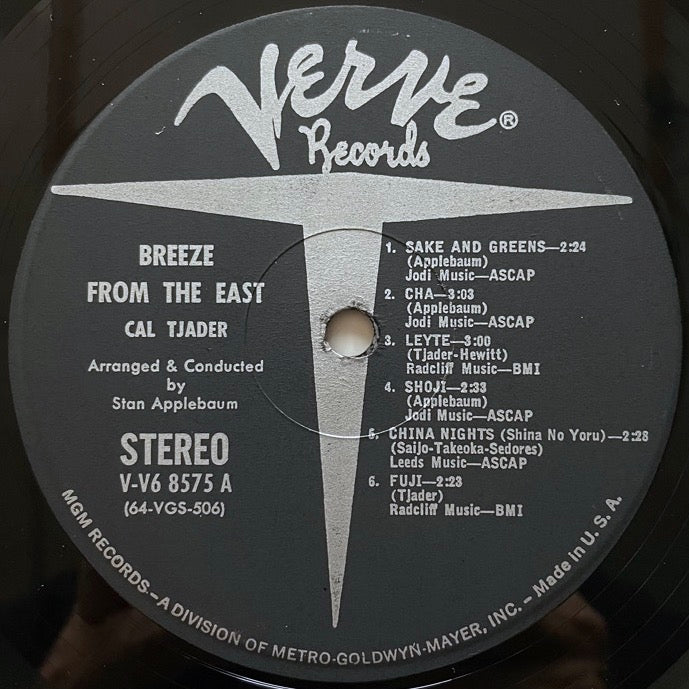 Verve®
Records
BREEZE
FROM THE EAST
CAL TJADER
Arranged & Conducted
by
Stan Applebaum
STEREO
V-V6 8575 A
(64-VGS-506)
1. SAKE AND GREENS—2:24
(Applebaum)
Jodi Music—ASCAP
2. CHA—3:03
(Applebaum)
Jodi Music—ASCAP
3. LEYTE—3:00
(Tjader-Hewitt)
Radcliff Music—BMI
4. SHOJI—2:33
(Applebaum)
Jodi Music—ASCAP
5. CHINA NIGHTS (Shina No Yoru)—2:28
(Saijo-Takeoka-Sedores)
Leeds Music—ASCAP
6. FUJI—2:23
(Tjader)
Radcliff Music—BMI
MGM RECORDS—A DIVISION OF METRO-GOLDWYN-MAYER, INC. – Made in U. S. A.